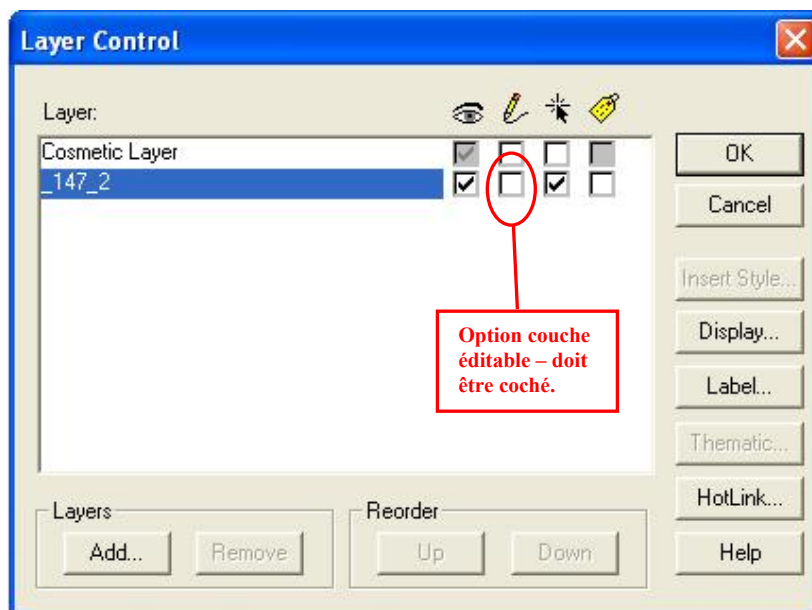 Layer Control
Layer:
Cosmetic Layer
_147_2
OK
Cancel
Insert Style...
Display...
Label...
Thematic...
HotLink...
Help
Option couche
éditable – doit
être coché.
Layers
Add...
Remove
Reorder
Up
Down